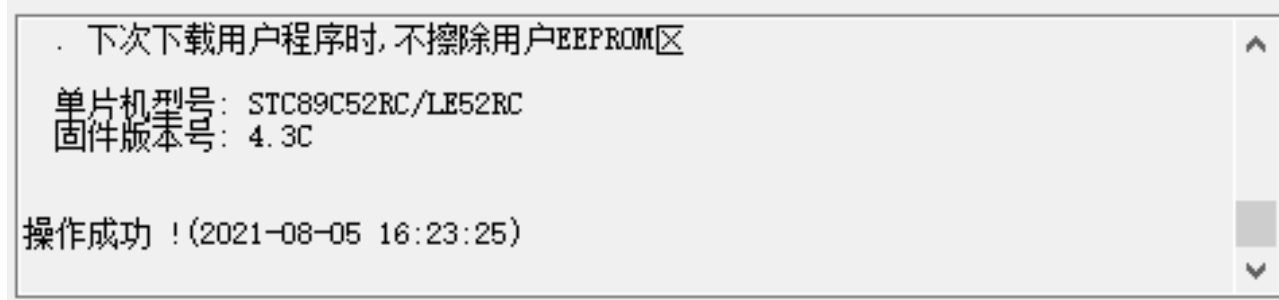 . 下次下载用户程序时,不擦除用户EEPROM区
单片机型号: STC89C52RC/LE52RC
固件版本号: 4.3C
操作成功 !(2021-08-05 16:23:25)